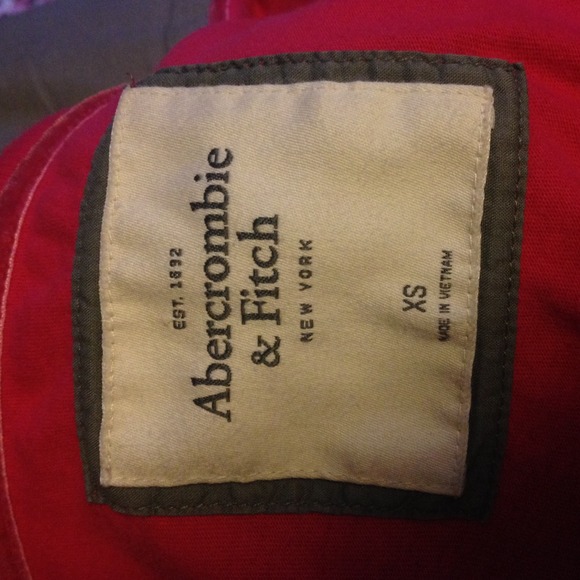 EST. 1892
Abercrombie
& Fitch
NEW YORK
XS
MADE IN VIETNAM